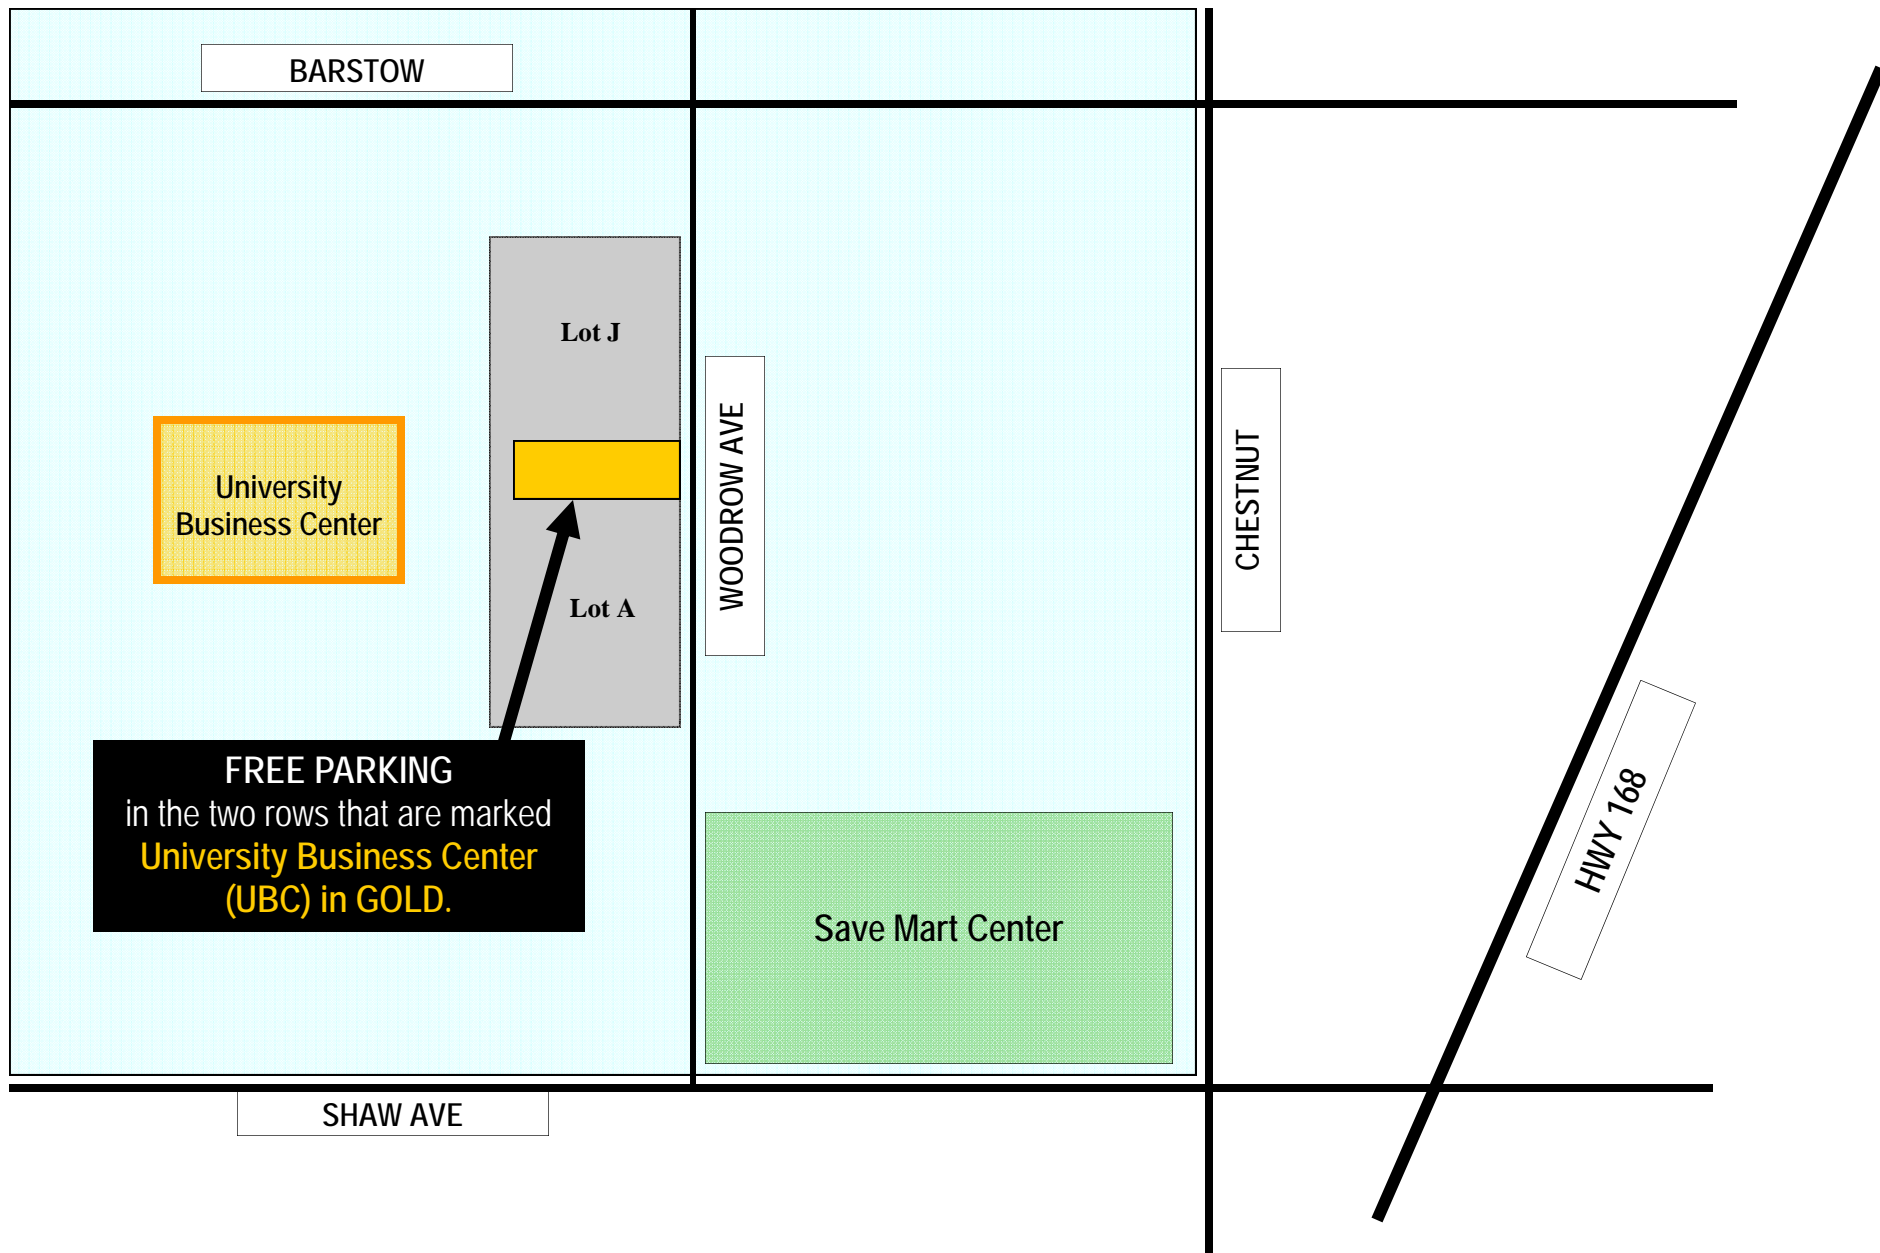 BARSTOW
Lot J
University
Business Center
WOODROW AVE
CHESTNUT
Lot A
FREE PARKING
in the two rows that are marked
University Business Center
(UBC) in GOLD.
HWY 168
Save Mart Center
SHAW AVE